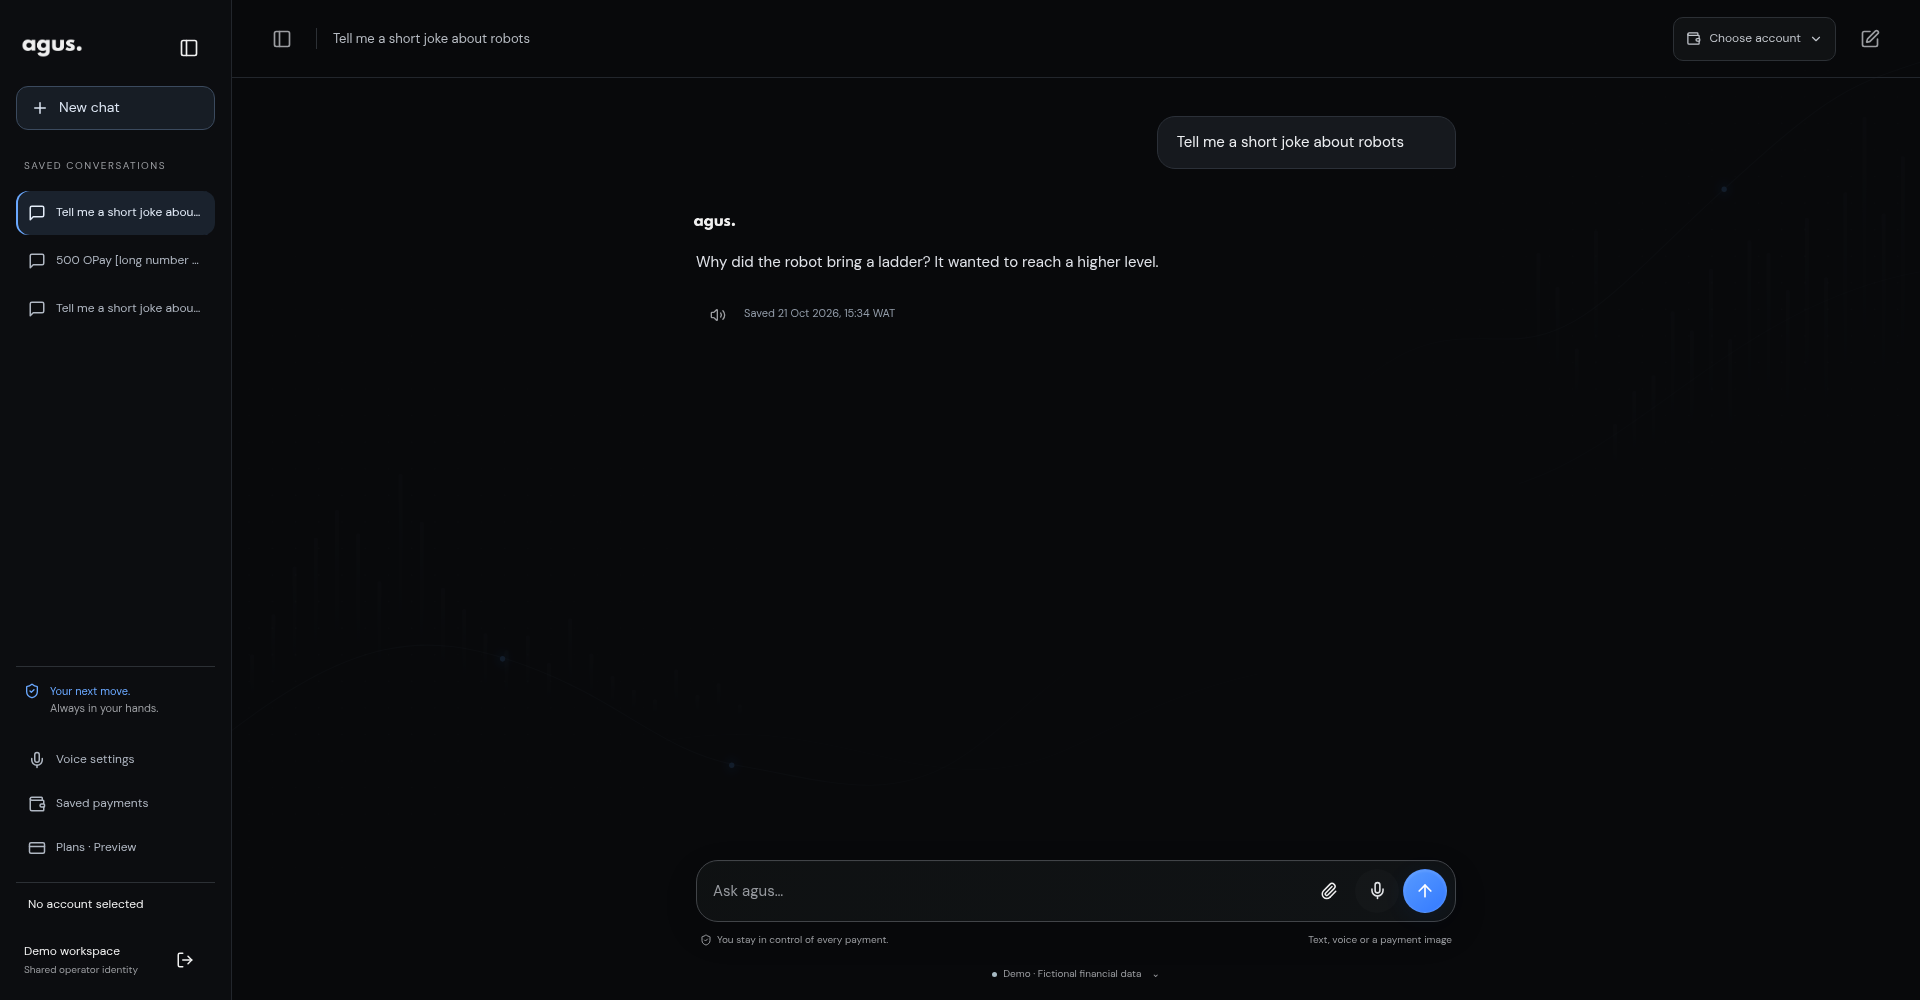 agus.
New chat
SAVED CONVERSATIONS
Tell me a short joke abou...
500 OPay [long number ...
Tell me a short joke abou...
Your next move.
Always in your hands.
Voice settings
Saved payments
Plans · Preview
No account selected
Demo workspace
Shared operator identity
Tell me a short joke about robots
Choose account
Tell me a short joke about robots
agus.
Why did the robot bring a ladder? It wanted to reach a higher level.
Saved 21 Oct 2026, 15:34 WAT
Ask agus...
You stay in control of every payment.
Text, voice or a payment image
Demo · Fictional financial data